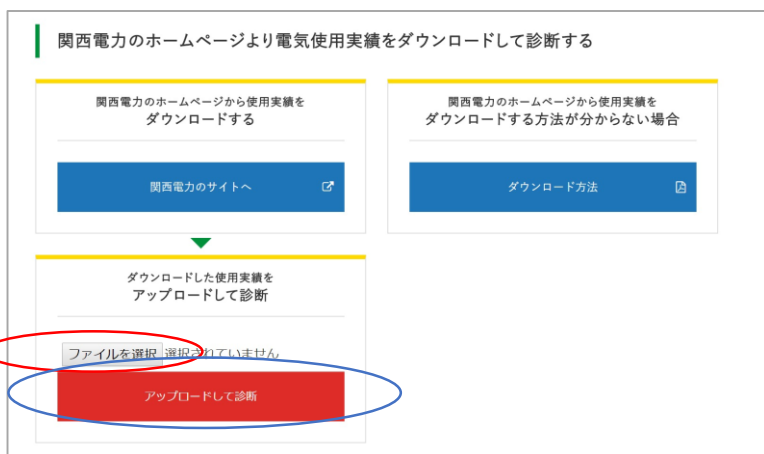 関西電力のホームページより電気使用実績をダウンロードして診断する
関西電力のホームページから使用実績を
ダウンロードする
関西電力のサイトへ
関西電力のホームページから使用実績を
ダウンロードする方法が分からない場合
ダウンロード方法
ダウンロードした使用実績を
アップロードして診断
ファイルを選択 選択されていません
アップロードして診断